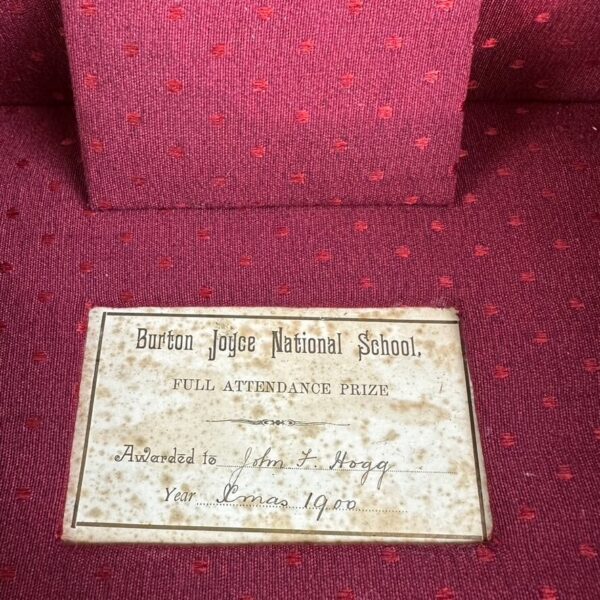 Burton Joyce National School,
FULL ATTENDANCE PRIZE
Awarded to John F. Hogg
Year Xmas 1900